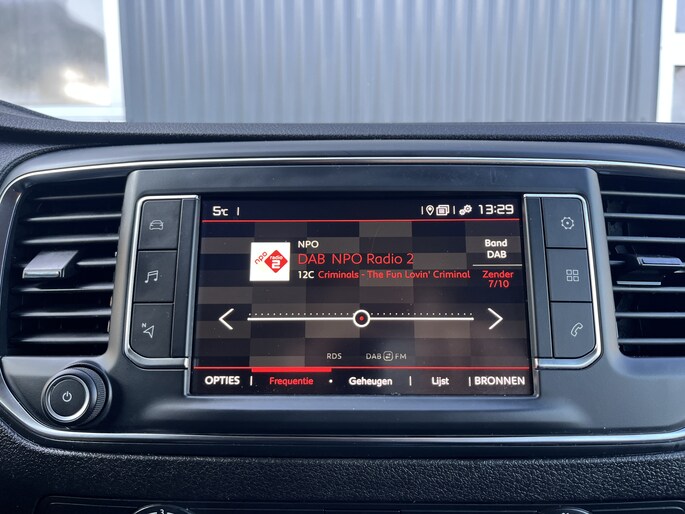 5°C
13:29
NPO
npo radio 2
DAB NPO Radio 2
12C Criminals - The Fun Lovin' Criminal
Band
DAB
Zender
7/10
N
RDS DAB FM
OPTIES Frequentie Geheugen Lijst BRONNEN